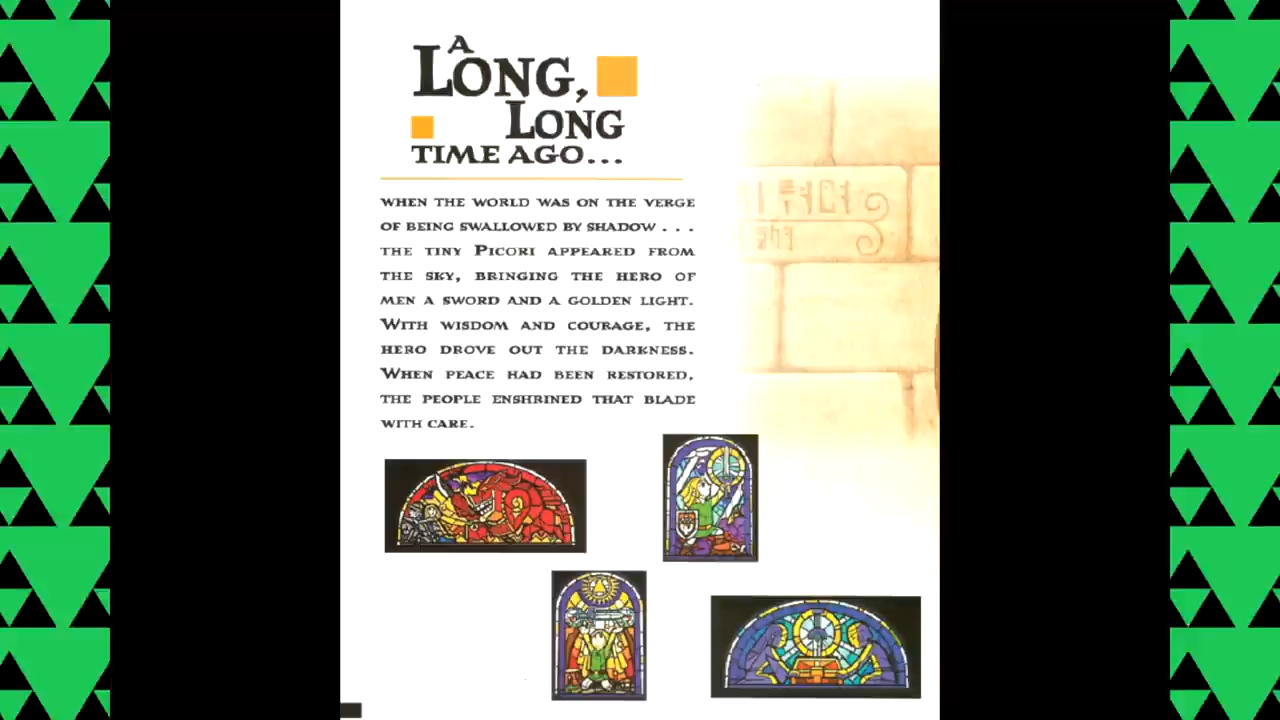 A
LONG,
LONG
TIME AGO...
WHEN THE WORLD WAS ON THE VERGE
OF BEING SWALLOWED BY SHADOW . . .
THE TINY PICORI APPEARED FROM
THE SKY, BRINGING THE HERO OF
MEN A SWORD AND A GOLDEN LIGHT.
WITH WISDOM AND COURAGE, THE
HERO DROVE OUT THE DARKNESS.
WHEN PEACE HAD BEEN RESTORED,
THE PEOPLE ENSHRINED THAT BLADE
WITH CARE.